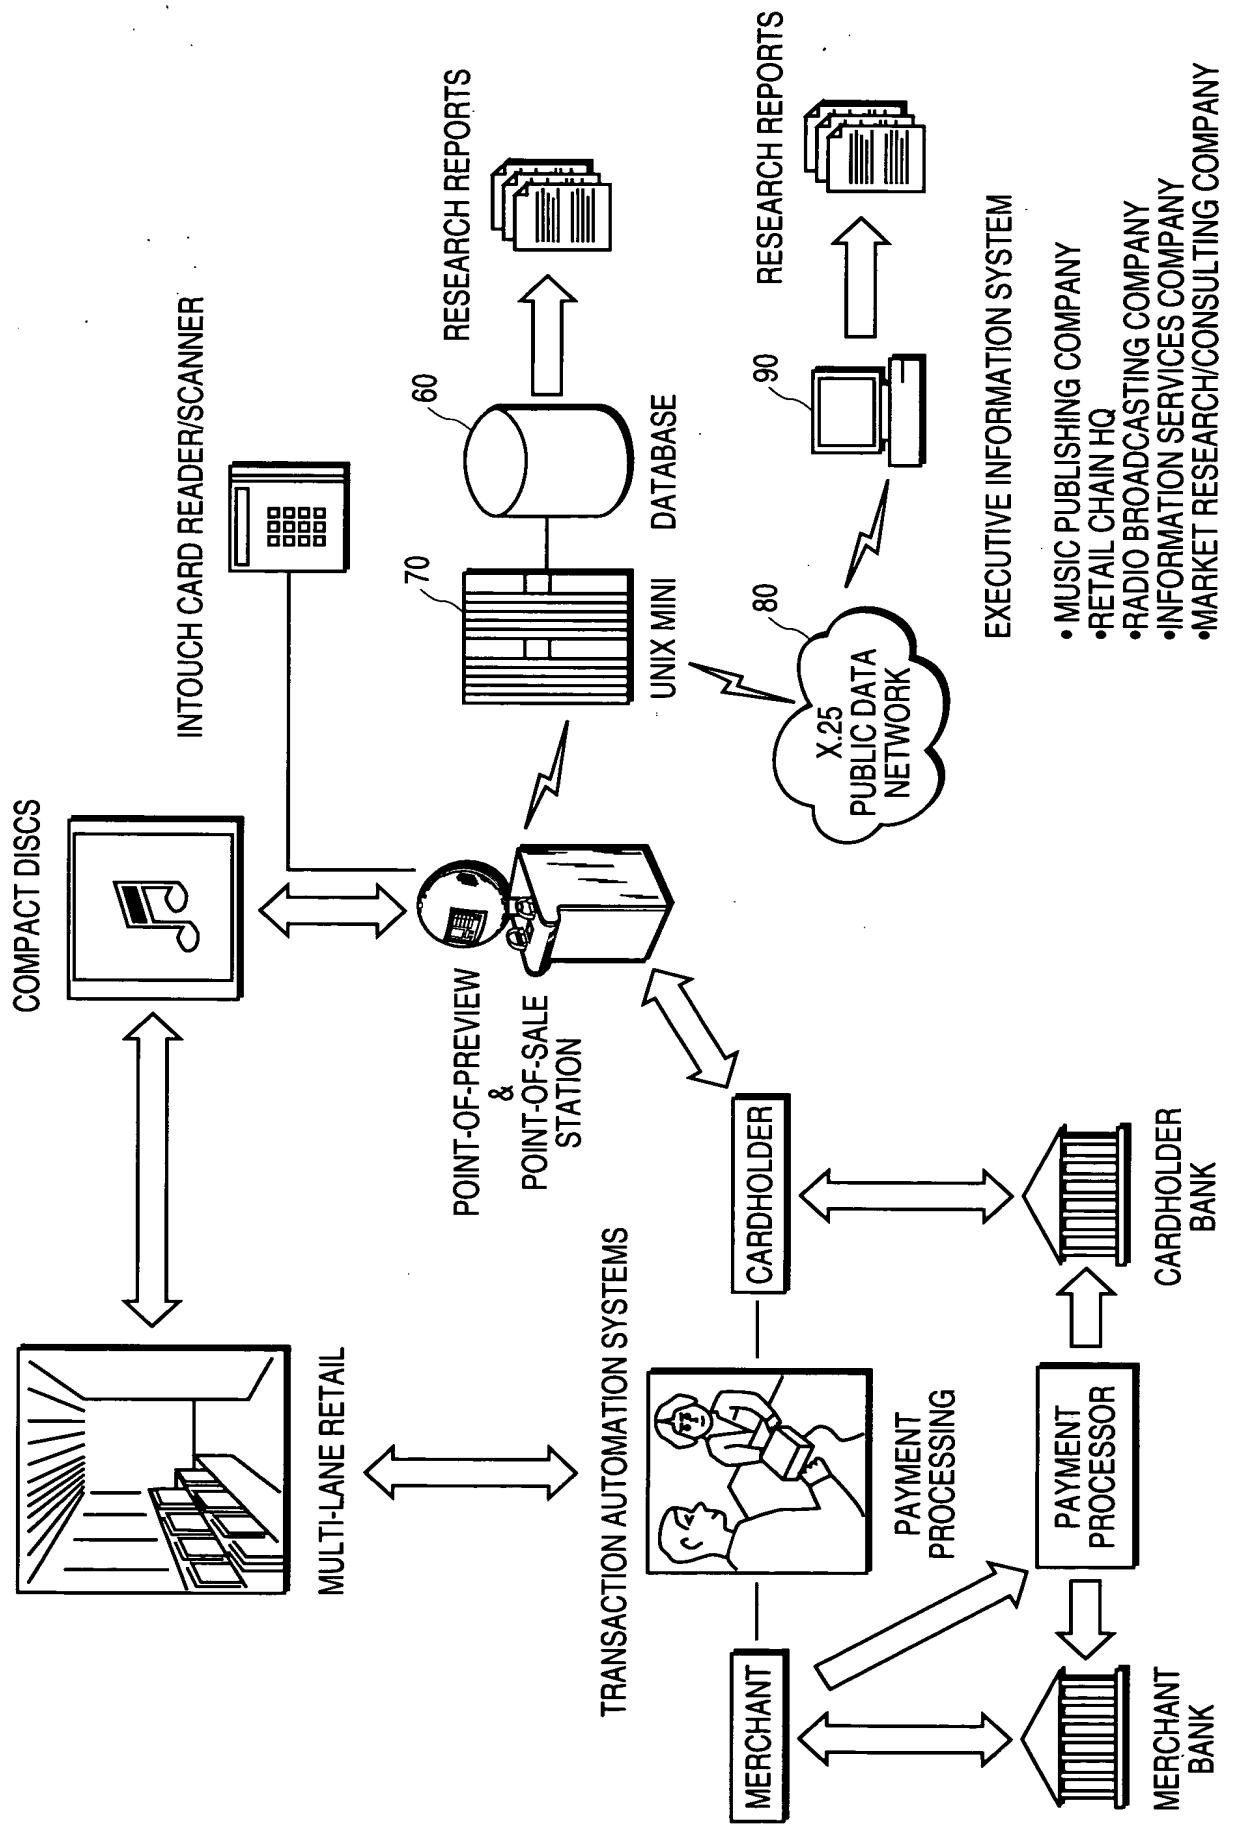 COMPACT DISCS
INTOUCH CARD READER/SCANNER
MULTI-LANE RETAIL
POINT-OF-PREVIEW
&
POINT-OF-SALE
STATION
70
UNIX MINI
60
DATABASE
RESEARCH REPORTS
TRANSACTION AUTOMATION SYSTEMS
MERCHANT
CARDHOLDER
PAYMENT
PROCESSING
80
X.25
PUBLIC DATA
NETWORK
90
RESEARCH REPORTS
EXECUTIVE INFORMATION SYSTEM
• MUSIC PUBLISHING COMPANY
•RETAIL CHAIN HQ
•RADIO BROADCASTING COMPANY
•INFORMATION SERVICES COMPANY
•MARKET RESEARCH/CONSULTING COMPANY
PAYMENT
PROCESSOR
MERCHANT
BANK
CARDHOLDER
BANK